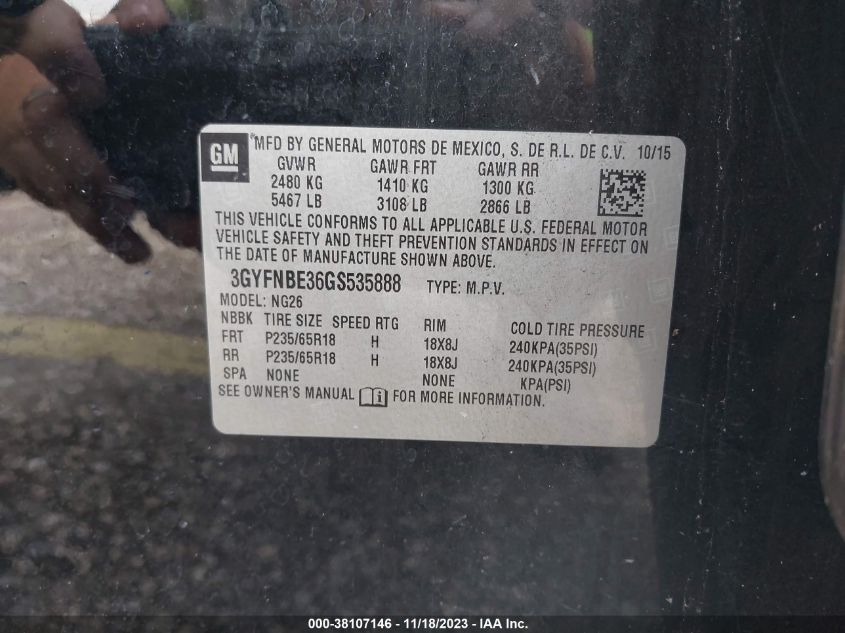 GM
*MFD BY GENERAL MOTORS DE MEXICO, S. DE R.L. DE C.V. 10/15
GVWR GAWR FRT GAWR RR
2480 KG 1410 KG 1300 KG
5467 LB 3108 LB 2866 LB
THIS VEHICLE CONFORMS TO ALL APPLICABLE U.S. FEDERAL MOTOR
VEHICLE SAFETY AND THEFT PREVENTION STANDARDS IN EFFECT ON
THE DATE OF MANUFACTURE SHOWN ABOVE.
3GYFNBE36GS535888 TYPE: M.P.V.
MODEL: NG26
NBBK TIRE SIZE SPEED RTG RIM COLD TIRE PRESSURE
FRT P235/65R18 H 18X8J 240KPA(35PSI)
RR P235/65R18 H 18X8J 240KPA(35PSI)
SPA NONE NONE KPA(PSI)
SEE OWNER'S MANUAL FOR MORE INFORMATION.
000-38107146 - 11/18/2023 - IAA Inc.